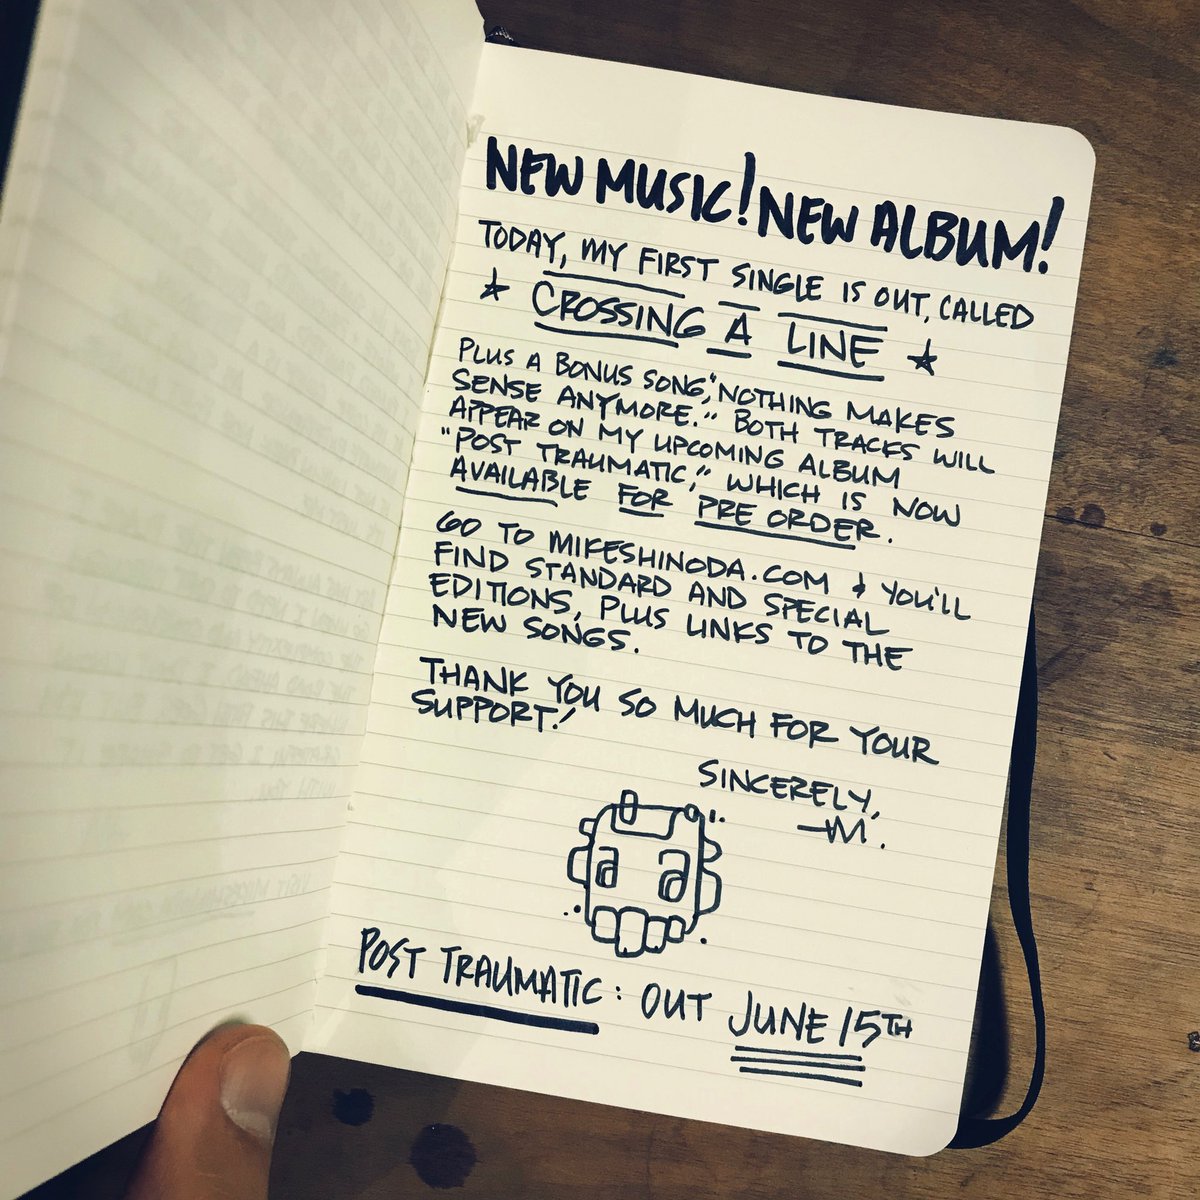 NEW MUSIC! NEW ALBUM!
TODAY, MY FIRST SINGLE IS OUT, CALLED
★ CROSSING A LINE ★
PLUS A BONUS SONG, "NOTHING MAKES
SENSE ANYMORE." BOTH TRACKS WILL
APPEAR ON MY UPCOMING ALBUM
"POST TRAUMATIC," WHICH IS NOW
AVAILABLE FOR PRE ORDER.
GO TO MIKESHINODA.COM & YOU'LL
FIND STANDARD AND SPECIAL
EDITIONS, PLUS LINKS TO THE
NEW SONGS.
THANK YOU SO MUCH FOR YOUR
SUPPORT!
SINCERELY,
-M.
POST TRAUMATIC: OUT JUNE 15TH